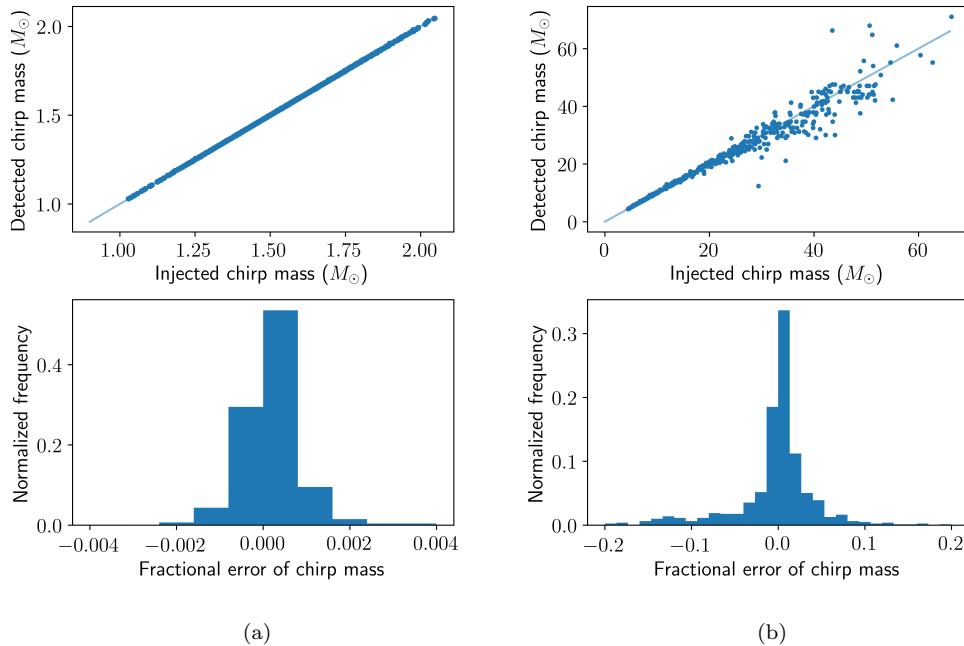 Detected chirp mass (M⊙)
2.0
1.5
1.0
1.00 1.25 1.50 1.75 2.00
Injected chirp mass (M⊙)
Normalized frequency
0.4
0.2
0.0
−0.004 −0.002 0.000 0.002 0.004
Fractional error of chirp mass
(a)
Detected chirp mass (M⊙)
60
40
20
0
0 20 40 60
Injected chirp mass (M⊙)
Normalized frequency
0.3
0.2
0.1
0.0
−0.2 −0.1 0.0 0.1 0.2
Fractional error of chirp mass
(b)